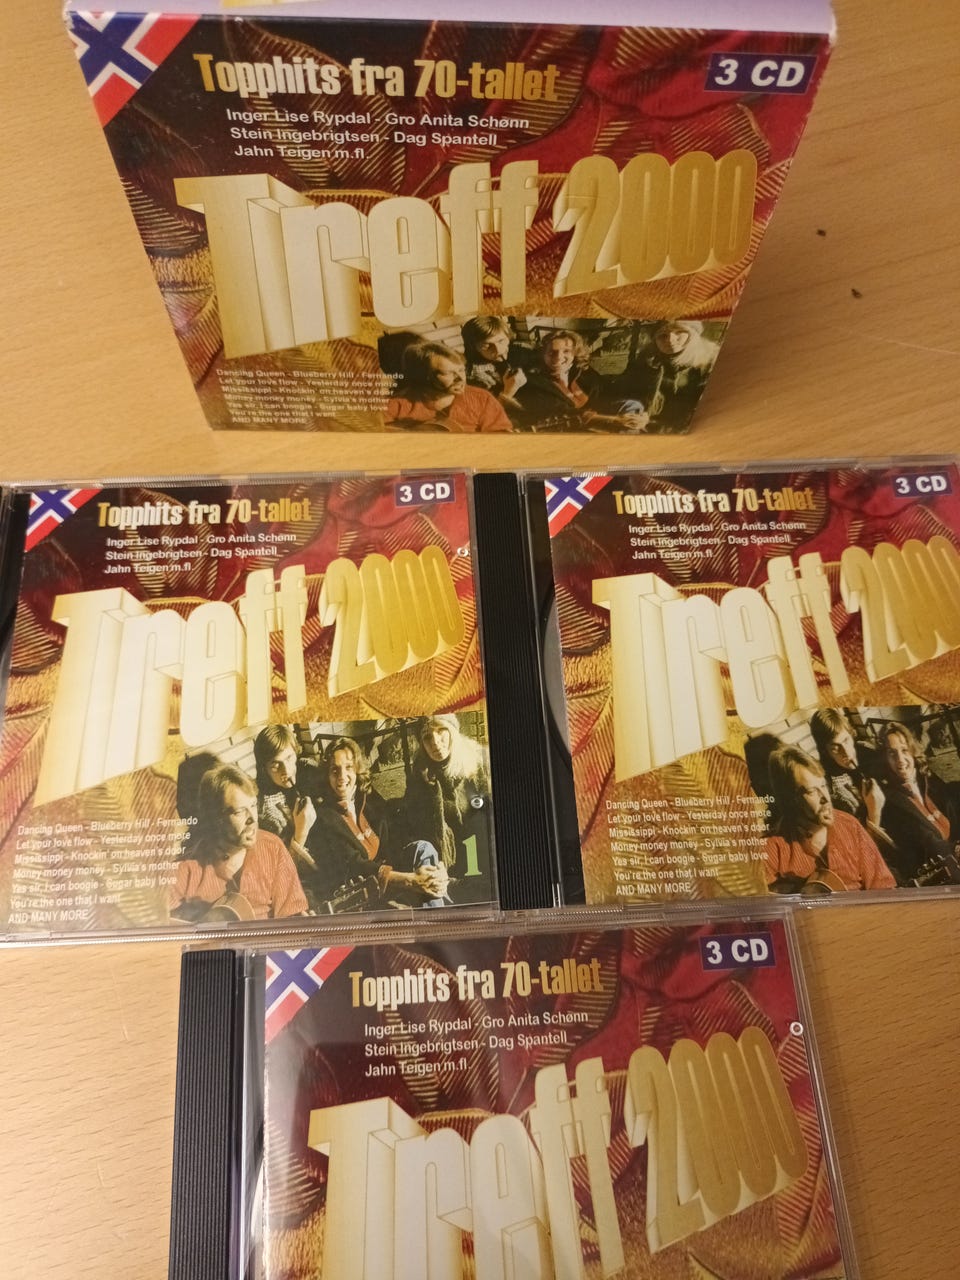 Topphits fra 70-tallet
3 CD
Inger Lise Rypdal - Gro Anita Schønn
Stein Ingebrigtsen - Dag Spantell
Jahn Teigen m.fl.
Treff 2000
Dancing Queen - Blueberry Hill - Fernando
Let your love flow - Yesterday once more
Mississippi - Knockin' on heaven's door
Money money money - Sylvia's mother
Yes sir, I can boogie - Sugar baby love
You're the one that I want
AND MANY MORE
Topphits fra 70-tallet
3 CD
Inger Lise Rypdal - Gro Anita Schønn
Stein Ingebrigtsen - Dag Spantell
Jahn Teigen m.fl.
Treff 2000
Dancing Queen - Blueberry Hill - Fernando
Let your love flow - Yesterday once more
Mississippi - Knockin' on heaven's door
Money money money - Sylvia's mother
Yes sir, I can boogie - Sugar baby love
You're the one that I want
AND MANY MORE
1
Topphits fra 70-tallet
3 CD
Inger Lise Rypdal - Gro Anita Schønn
Stein Ingebrigtsen - Dag Spantell
Jahn Teigen m.fl.
Treff 2000
Dancing Queen - Blueberry Hill - Fernando
Let your love flow - Yesterday once more
Mississippi - Knockin' on heaven's door
Money money money - Sylvia's mother
Yes sir, I can boogie - Sugar baby love
You're the one that I want
AND MANY MORE
Topphits fra 70-tallet
3 CD
Inger Lise Rypdal - Gro Anita Schønn
Stein Ingebrigtsen - Dag Spantell
Jahn Teigen m.fl.
Treff 2000